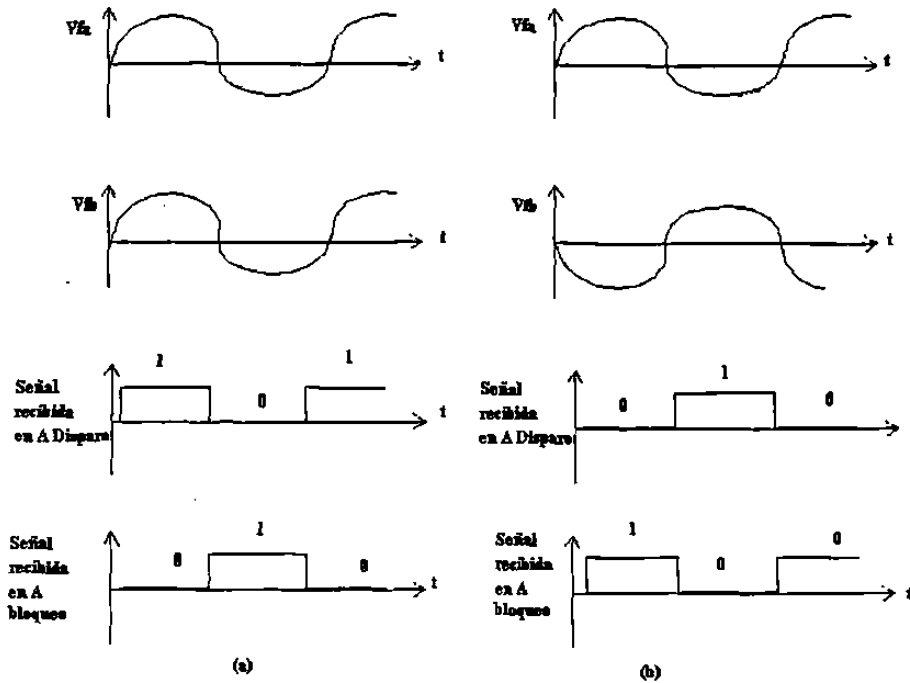 Vfa
t
Vfa
t
Vfb
t
Vfb
t
1
0
1
Señal
recibida
en A Disparo
t
0
1
0
Señal
recibida
en A Disparo
0
1
0
Señal
recibida
en A
bloqueo
t
1
0
0
Señal
recibida
en A
bloques
t
(a)
(b)